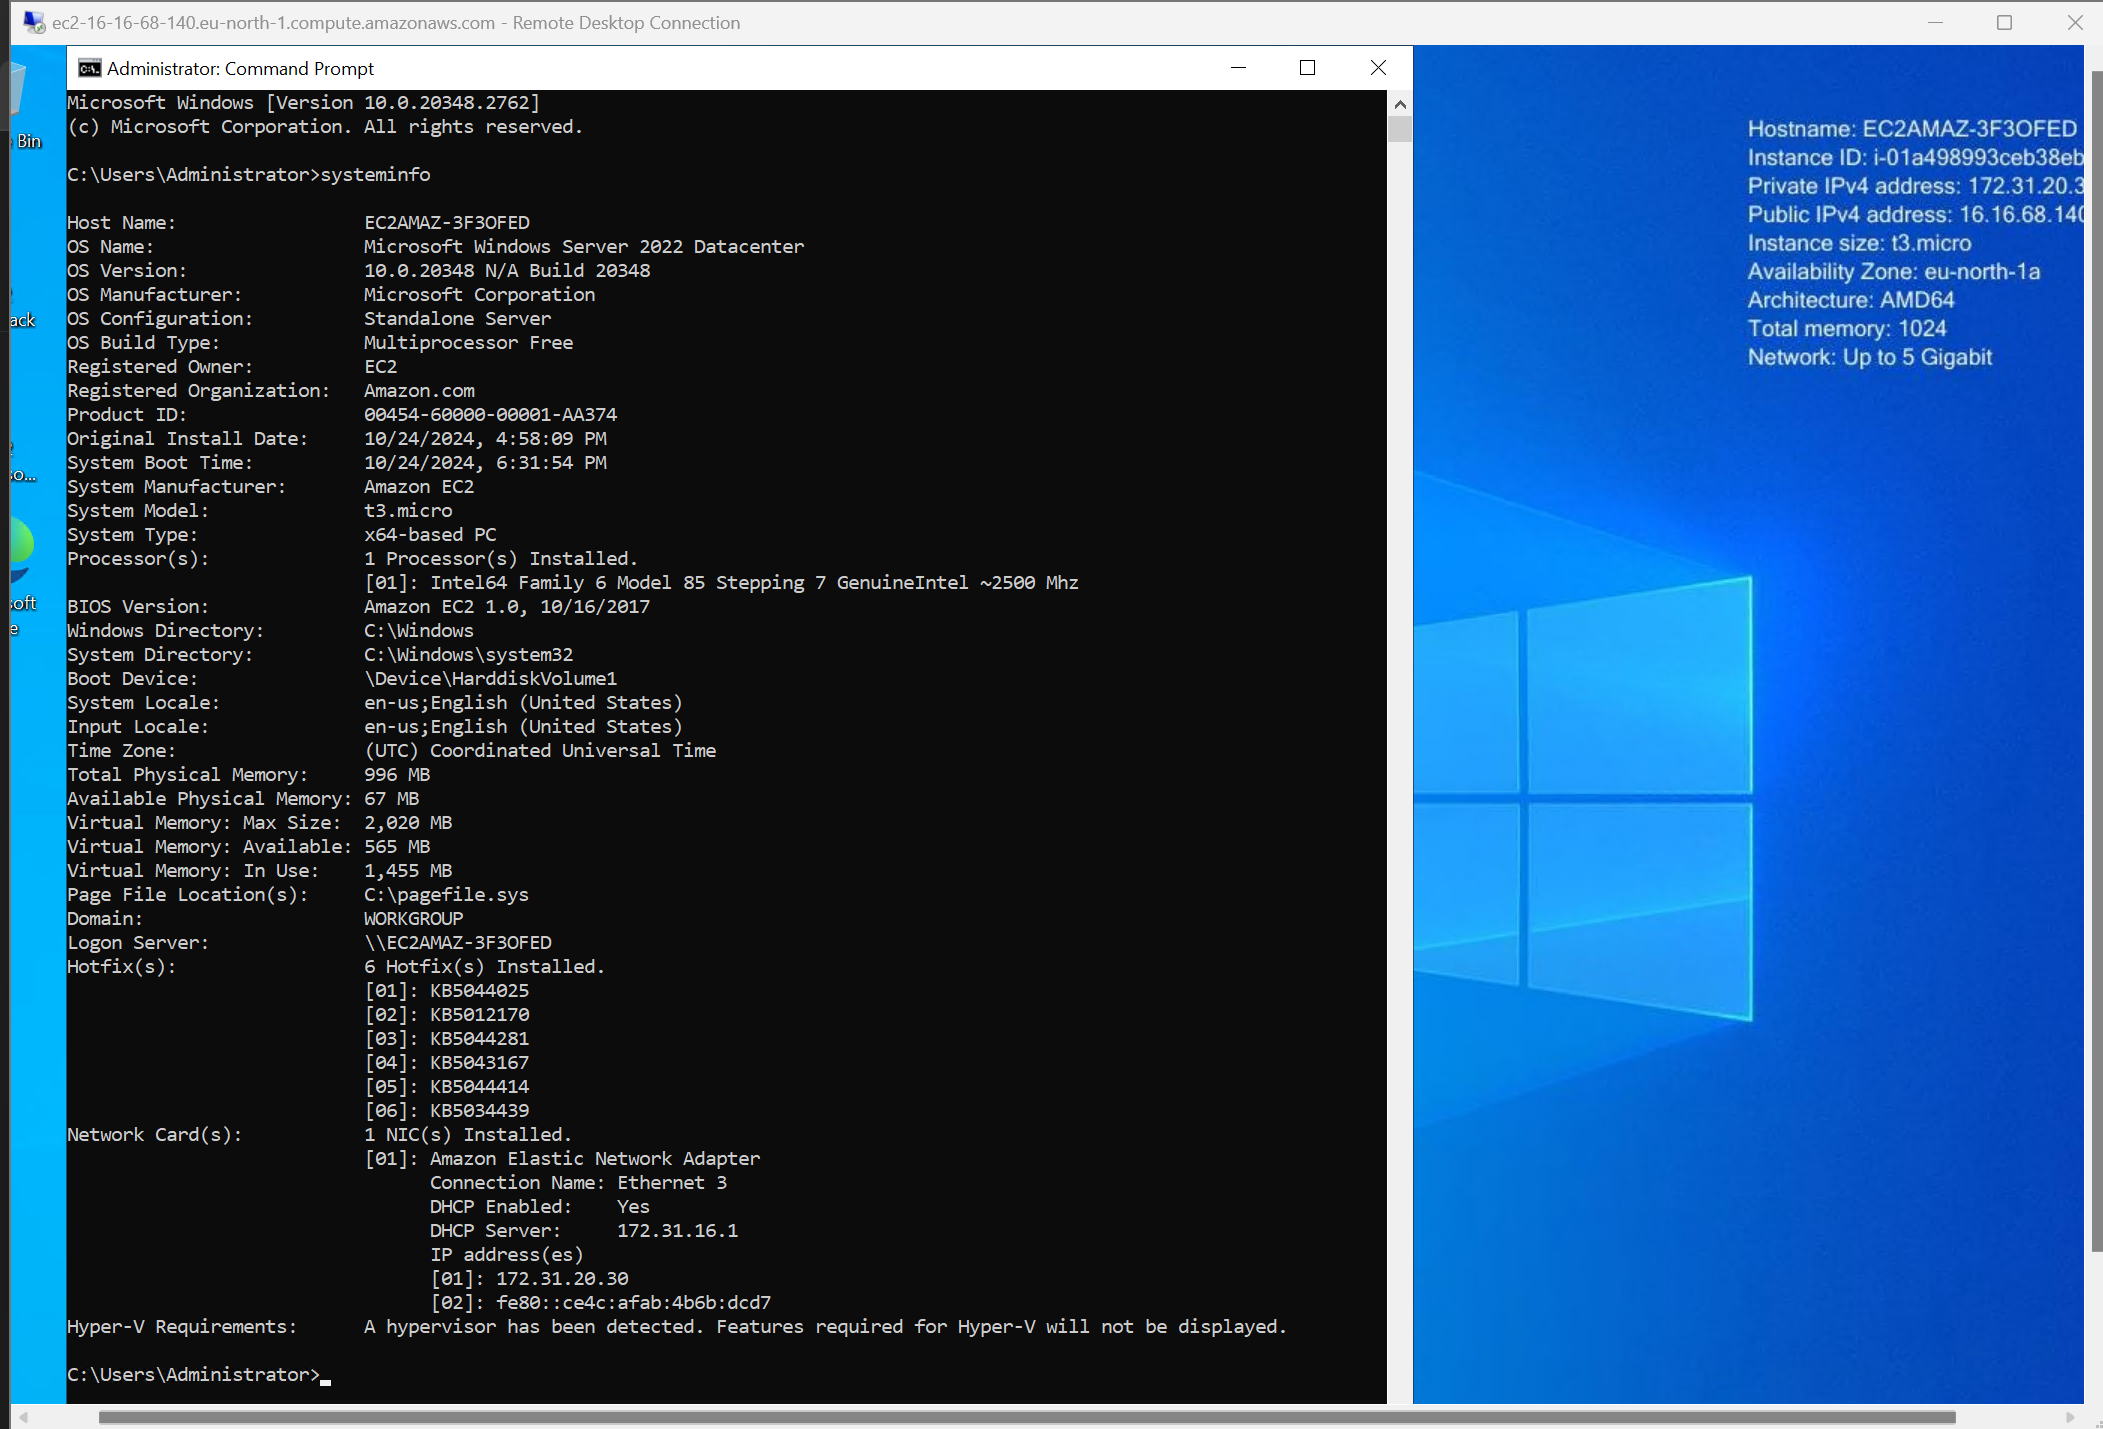 ec2-16-16-68-140.eu-north-1.compute.amazonaws.com - Remote Desktop Connection
Administrator: Command Prompt
Microsoft Windows [Version 10.0.20348.2762]
(c) Microsoft Corporation. All rights reserved.
C:\Users\Administrator>systeminfo
Host Name: EC2AMAZ-3F3OFED
OS Name: Microsoft Windows Server 2022 Datacenter
OS Version: 10.0.20348 N/A Build 20348
OS Manufacturer: Microsoft Corporation
OS Configuration: Standalone Server
OS Build Type: Multiprocessor Free
Registered Owner: EC2
Registered Organization: Amazon.com
Product ID: 00454-60000-00001-AA374
Original Install Date: 10/24/2024, 4:58:09 PM
System Boot Time: 10/24/2024, 6:31:54 PM
System Manufacturer: Amazon EC2
System Model: t3.micro
System Type: x64-based PC
Processor(s): 1 Processor(s) Installed.
[01]: Intel64 Family 6 Model 85 Stepping 7 GenuineIntel ~2500 Mhz
BIOS Version: Amazon EC2 1.0, 10/16/2017
Windows Directory: C:\Windows
System Directory: C:\Windows\system32
Boot Device: \Device\HarddiskVolume1
System Locale: en-us;English (United States)
Input Locale: en-us;English (United States)
Time Zone: (UTC) Coordinated Universal Time
Total Physical Memory: 996 MB
Available Physical Memory: 67 MB
Virtual Memory: Max Size: 2,020 MB
Virtual Memory: Available: 565 MB
Virtual Memory: In Use: 1,455 MB
Page File Location(s): C:\pagefile.sys
Domain: WORKGROUP
Logon Server: \\EC2AMAZ-3F3OFED
Hotfix(s): 6 Hotfix(s) Installed.
[01]: KB5044025
[02]: KB5012170
[03]: KB5044281
[04]: KB5043167
[05]: KB5044414
[06]: KB5034439
Network Card(s): 1 NIC(s) Installed.
[01]: Amazon Elastic Network Adapter
Connection Name: Ethernet 3
DHCP Enabled: Yes
DHCP Server: 172.31.16.1
IP address(es)
[01]: 172.31.20.30
[02]: fe80::ce4c:afab:4b6b:dcd7
Hyper-V Requirements: A hypervisor has been detected. Features required for Hyper-V will not be displayed.
C:\Users\Administrator>
Bin
ack
so...
soft
e
Hostname: EC2AMAZ-3F3OFED
Instance ID: i-01a498993ceb38eb
Private IPv4 address: 172.31.20.3
Public IPv4 address: 16.16.68.140
Instance size: t3.micro
Availability Zone: eu-north-1a
Architecture: AMD64
Total memory: 1024
Network: Up to 5 Gigabit